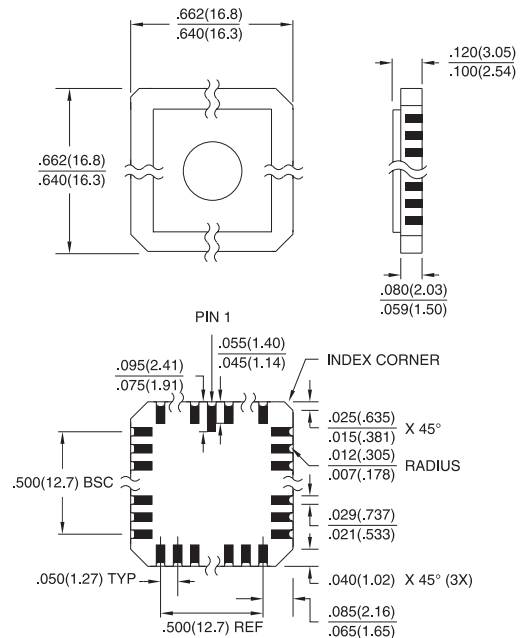 .662(16.8)
.640(16.3)
.120(3.05)
.100(2.54)
.662(16.8)
.640(16.3)
.080(2.03)
.059(1.50)
PIN 1
.055(1.40)
.045(1.14)
.095(2.41)
.075(1.91)
INDEX CORNER
.025(.635)
.015(.381) X 45°
.012(.305)
.007(.178) RADIUS
.500(12.7) BSC
.029(.737)
.021(.533)
.050(1.27) TYP
.040(1.02) X 45° (3X)
.085(2.16)
.065(1.65)
.500(12.7) REF